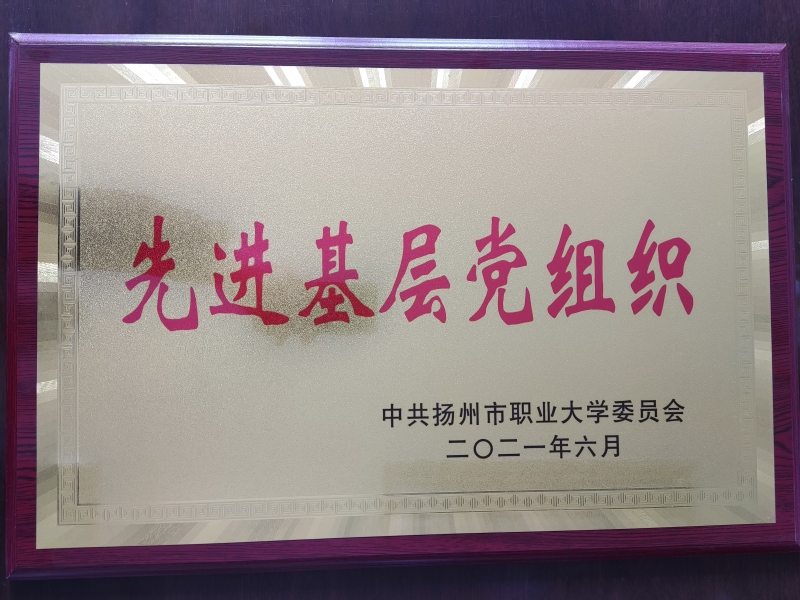 先进基层党组织
中共扬州市职业大学委员会
二〇二一年六月